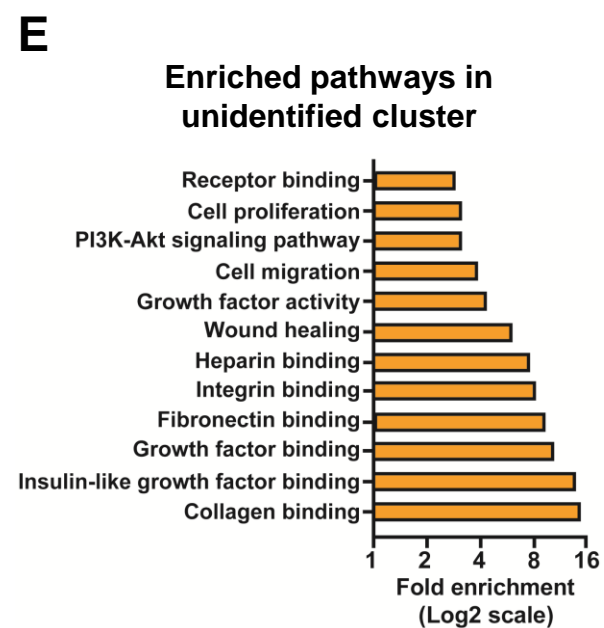 E
Enriched pathways in
unidentified cluster
Receptor binding
Cell proliferation
PI3K-Akt signaling pathway
Cell migration
Growth factor activity
Wound healing
Heparin binding
Integrin binding
Fibronectin binding
Growth factor binding
Insulin-like growth factor binding
Collagen binding
1 2 4 8 16
Fold enrichment
(Log2 scale)